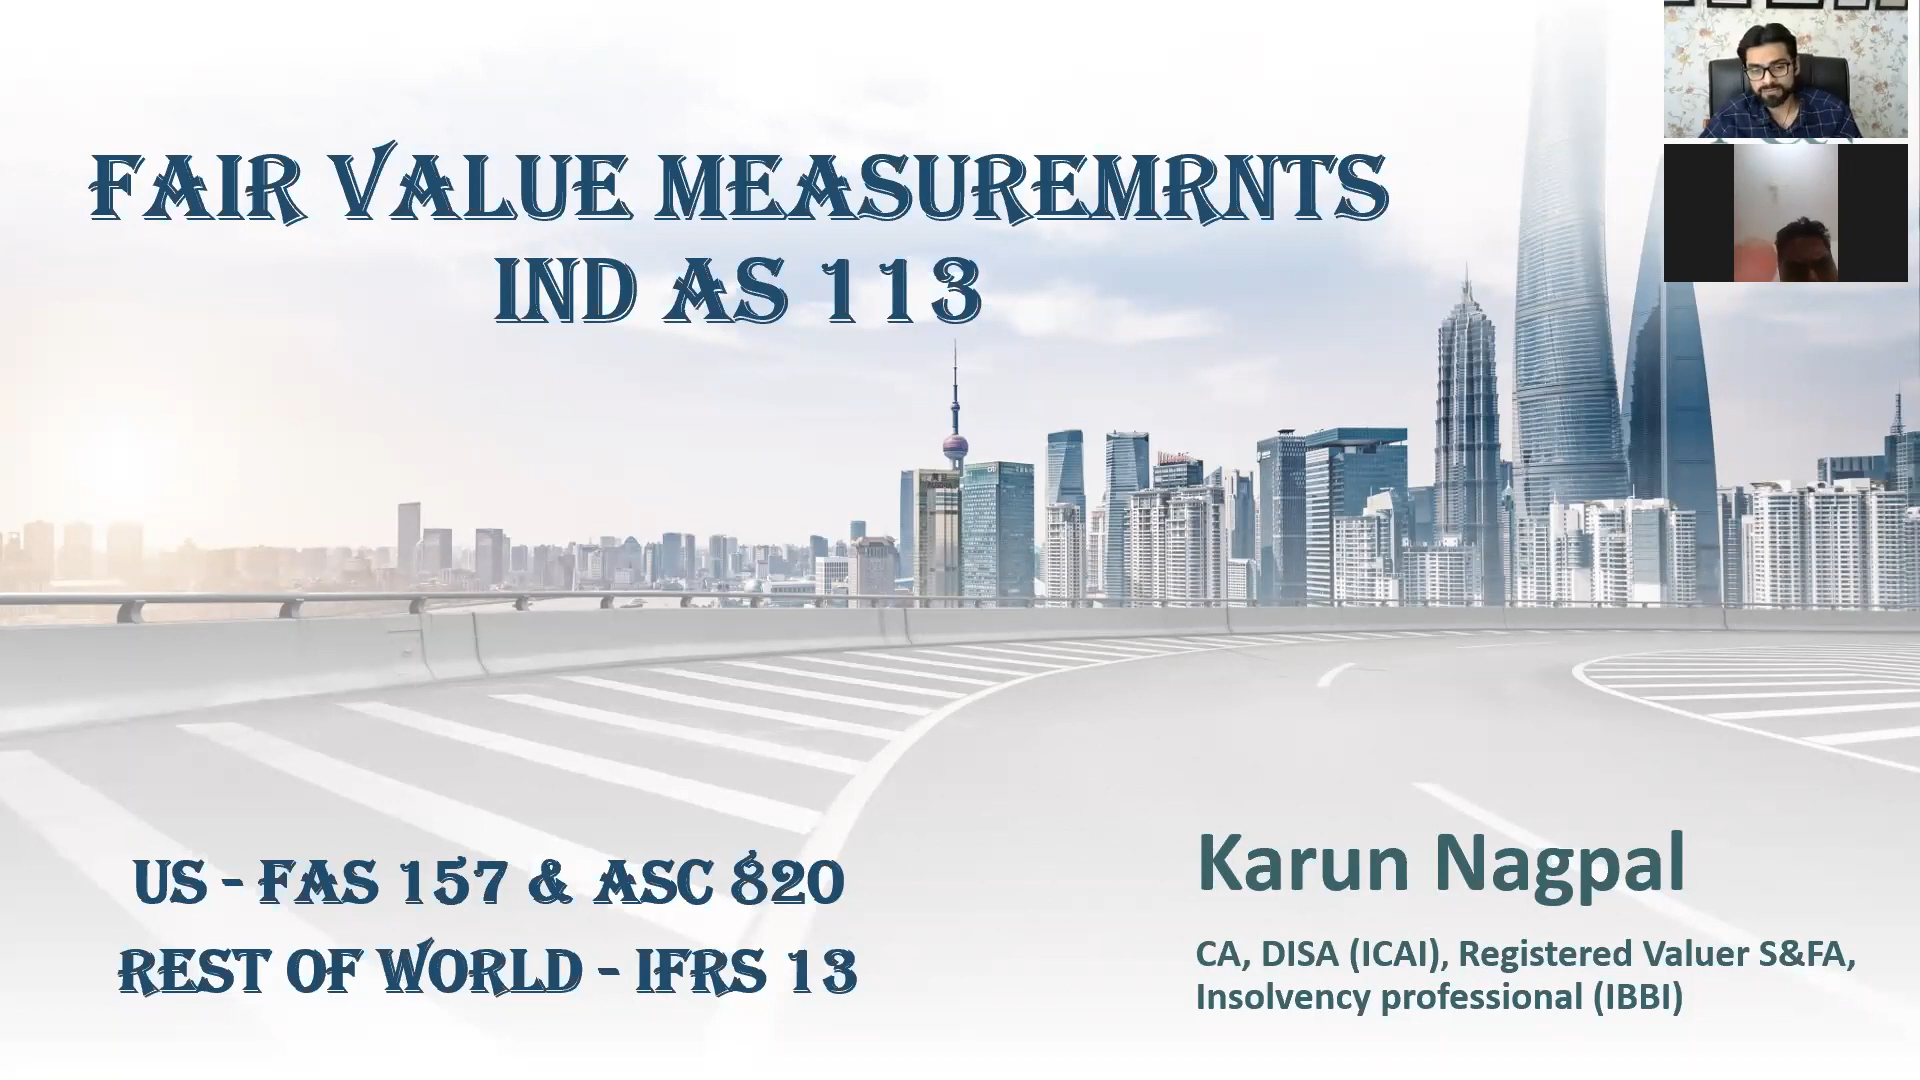 FAIR VALUE MEASUREMRNTS
IND AS 113
US - FAS 157 & ASC 820
REST OF WORLD - IFRS 13
Karun Nagpal
CA, DISA (ICAI), Registered Valuer S&FA,
Insolvency professional (IBBI)